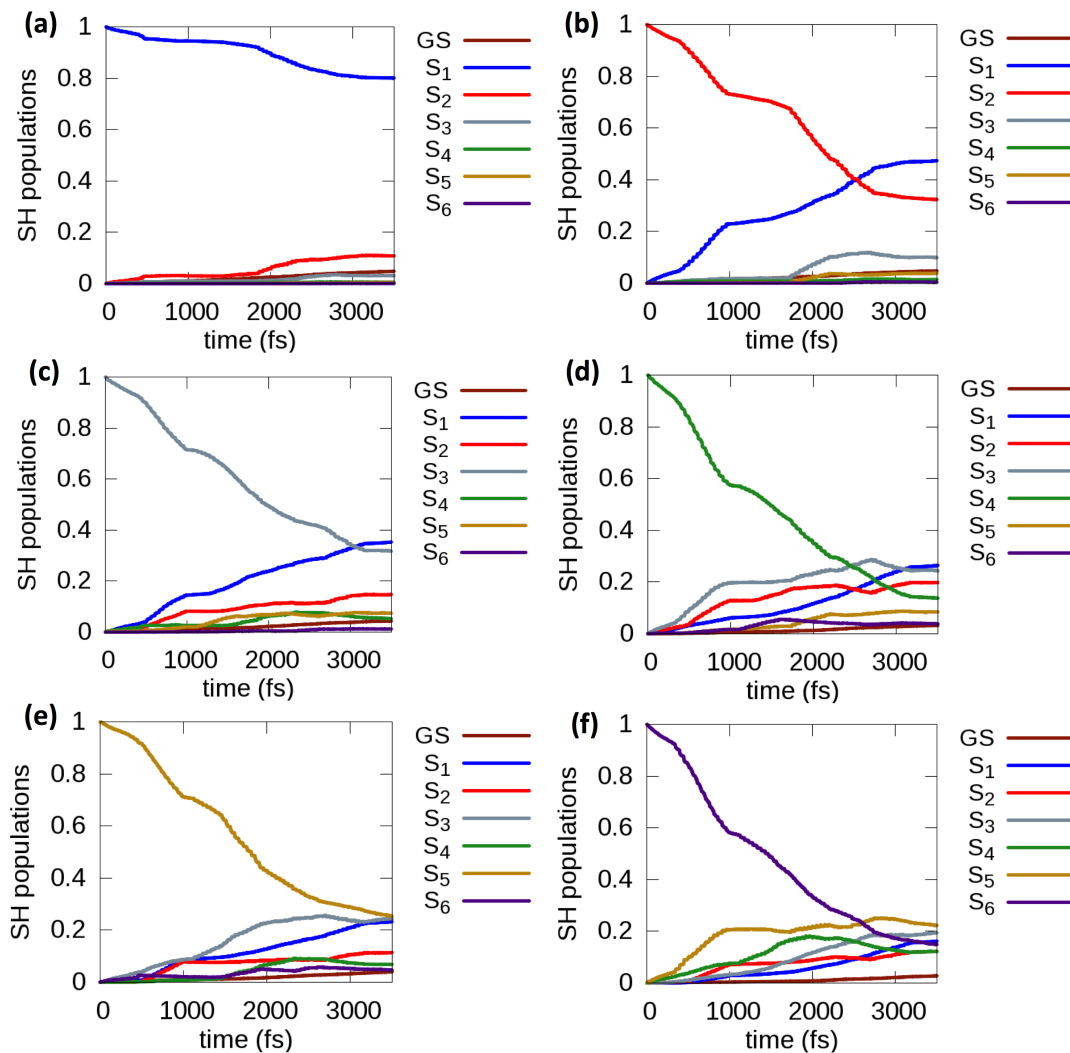 (a)
SH populations
1
0.8
0.6
0.4
0.2
0
0 1000 2000 3000
time (fs)
GS
S1
S2
S3
S4
S5
S6
(b)
SH populations
1
0.8
0.6
0.4
0.2
0
0 1000 2000 3000
time (fs)
GS
S1
S2
S3
S4
S5
S6
(c)
SH populations
1
0.8
0.6
0.4
0.2
0
0 1000 2000 3000
time (fs)
GS
S1
S2
S3
S4
S5
S6
(d)
SH populations
1
0.8
0.6
0.4
0.2
0
0 1000 2000 3000
time (fs)
GS
S1
S2
S3
S4
S5
S6
(e)
SH populations
1
0.8
0.6
0.4
0.2
0
0 1000 2000 3000
time (fs)
GS
S1
S2
S3
S4
S5
S6
(f)
SH populations
1
0.8
0.6
0.4
0.2
0
0 1000 2000 3000
time (fs)
GS
S1
S2
S3
S4
S5
S6